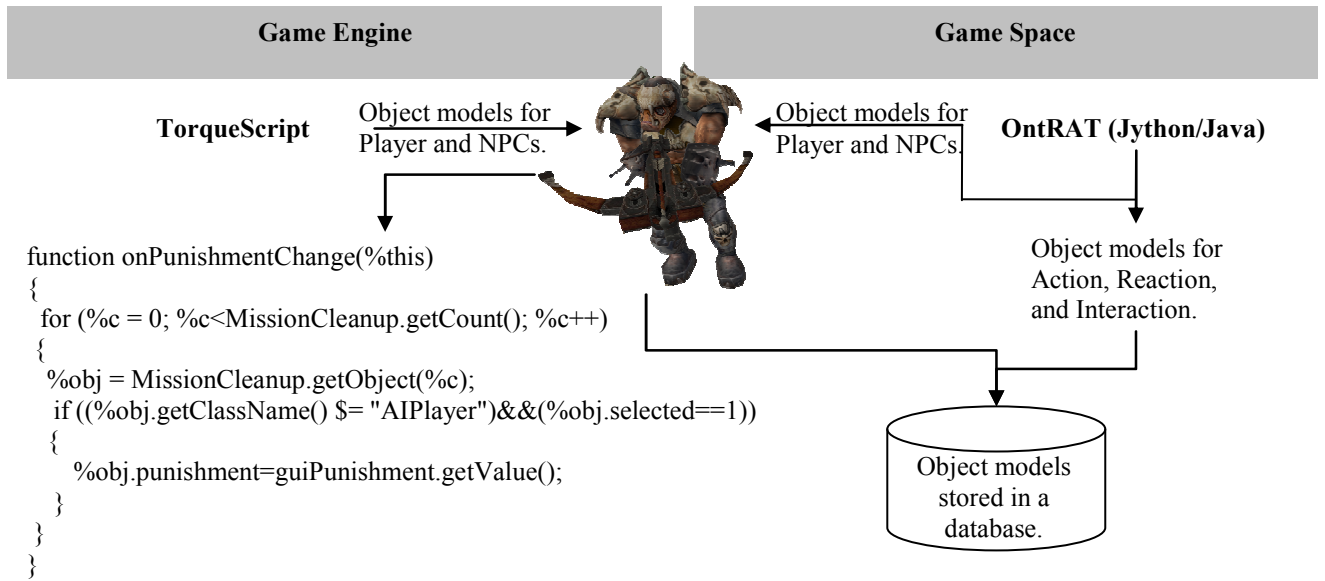 Game Engine
Game Space
TorqueScript
Object models for
Player and NPCs.
Object models for
Player and NPCs.
OntRAT (Jython/Java)
function onPunishmentChange(%this)
{
for (%c = 0; %c<MissionCleanup.getCount(); %c++)
{
%obj = MissionCleanup.getObject(%c);
if ((%obj.getClassName() $= "AIPlayer")&&(%obj.selected==1))
{
%obj.punishment=guiPunishment.getValue();
}
}
}
Object models for
Action, Reaction,
and Interaction.
Object models
stored in a
database.